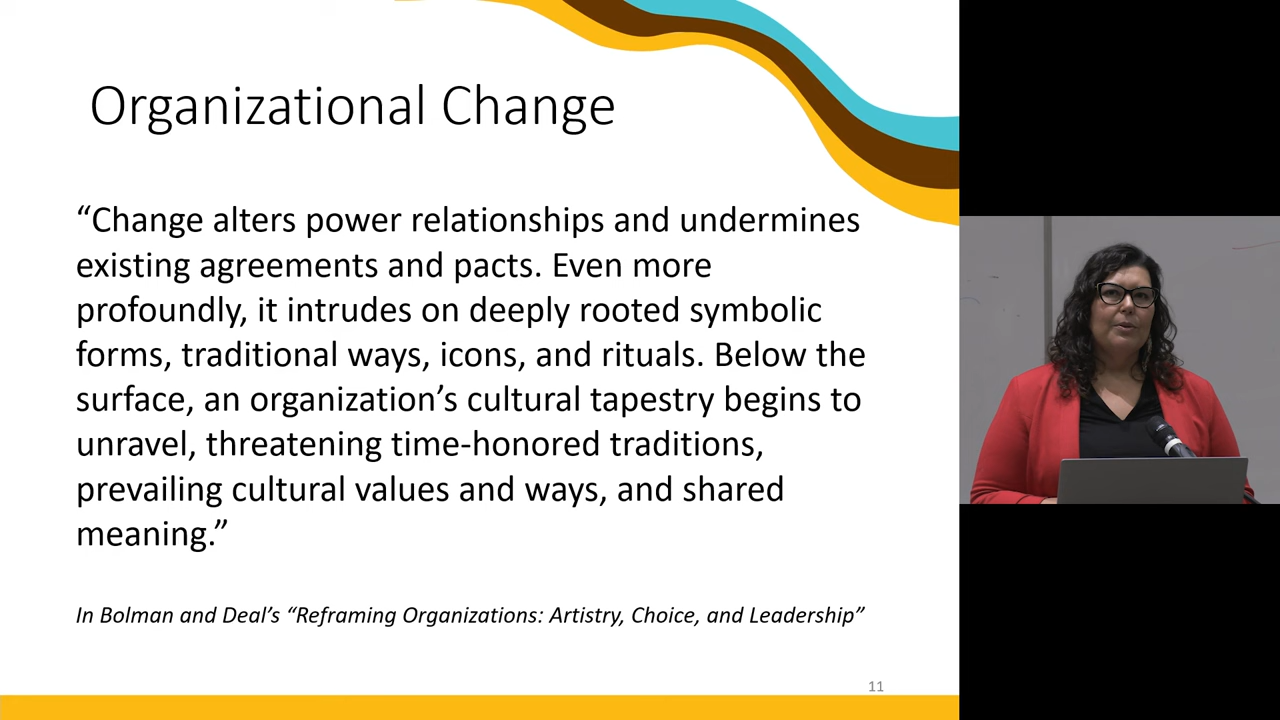 Organizational Change
“Change alters power relationships and undermines
existing agreements and pacts. Even more
profoundly, it intrudes on deeply rooted symbolic
forms, traditional ways, icons, and rituals. Below the
surface, an organization’s cultural tapestry begins to
unravel, threatening time-honored traditions,
prevailing cultural values and ways, and shared
meaning.”
In Bolman and Deal’s “Reframing Organizations: Artistry, Choice, and Leadership”
11